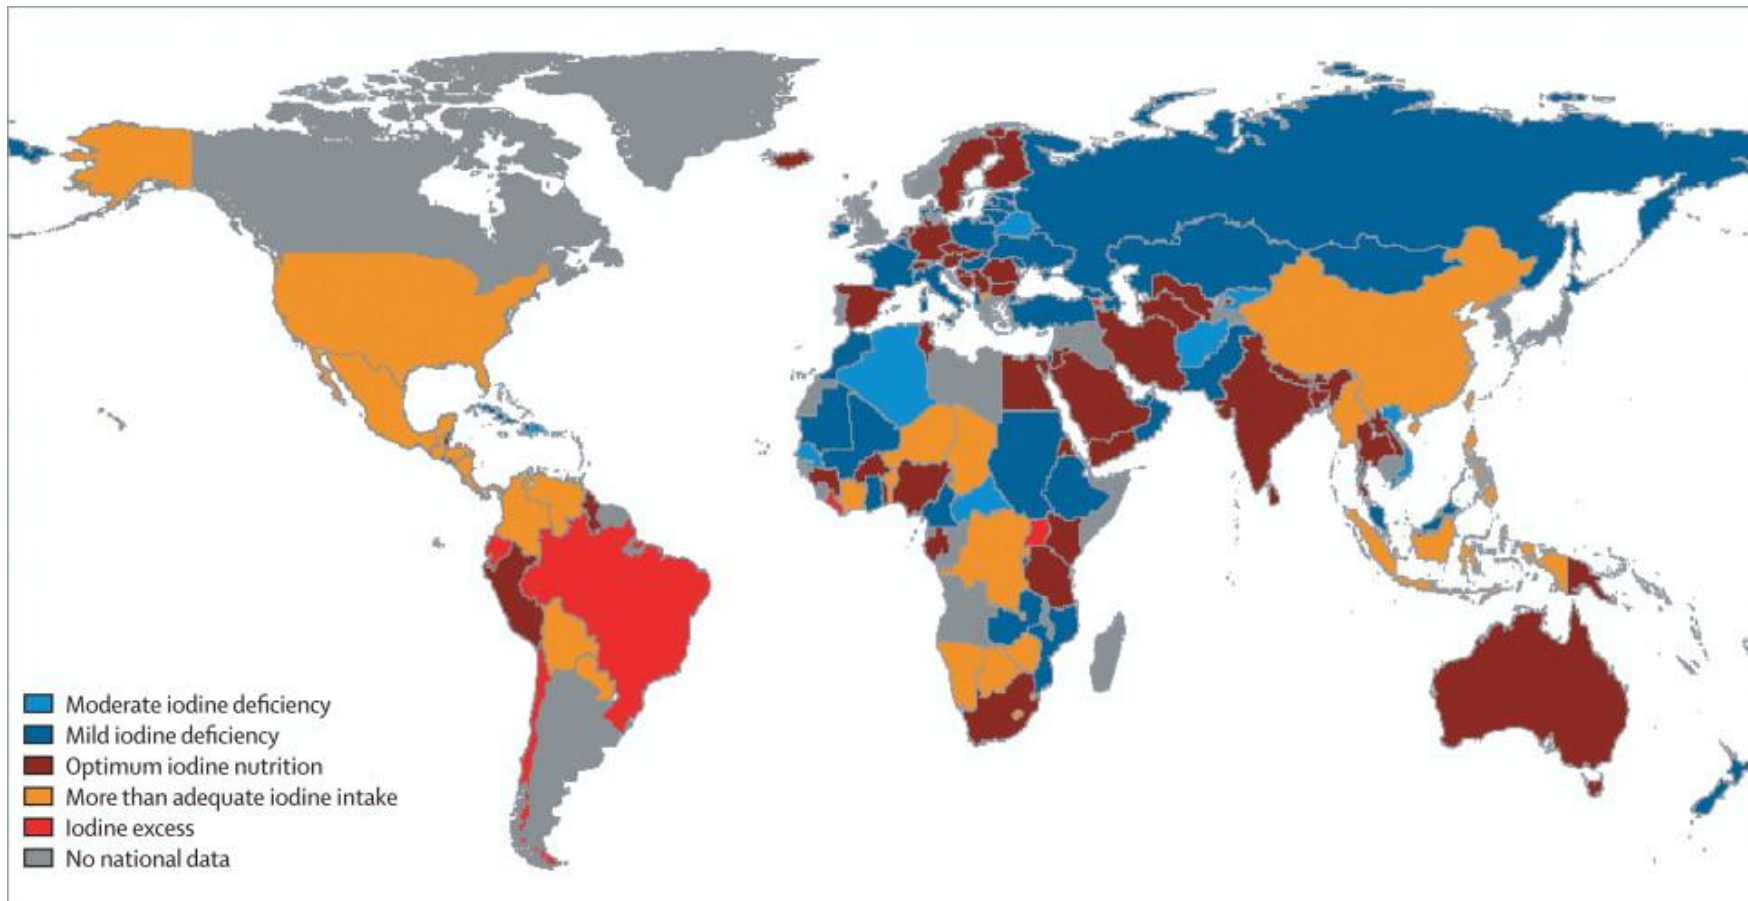 Moderate iodine deficiency
Mild iodine deficiency
Optimum iodine nutrition
More than adequate iodine intake
Iodine excess
No national data